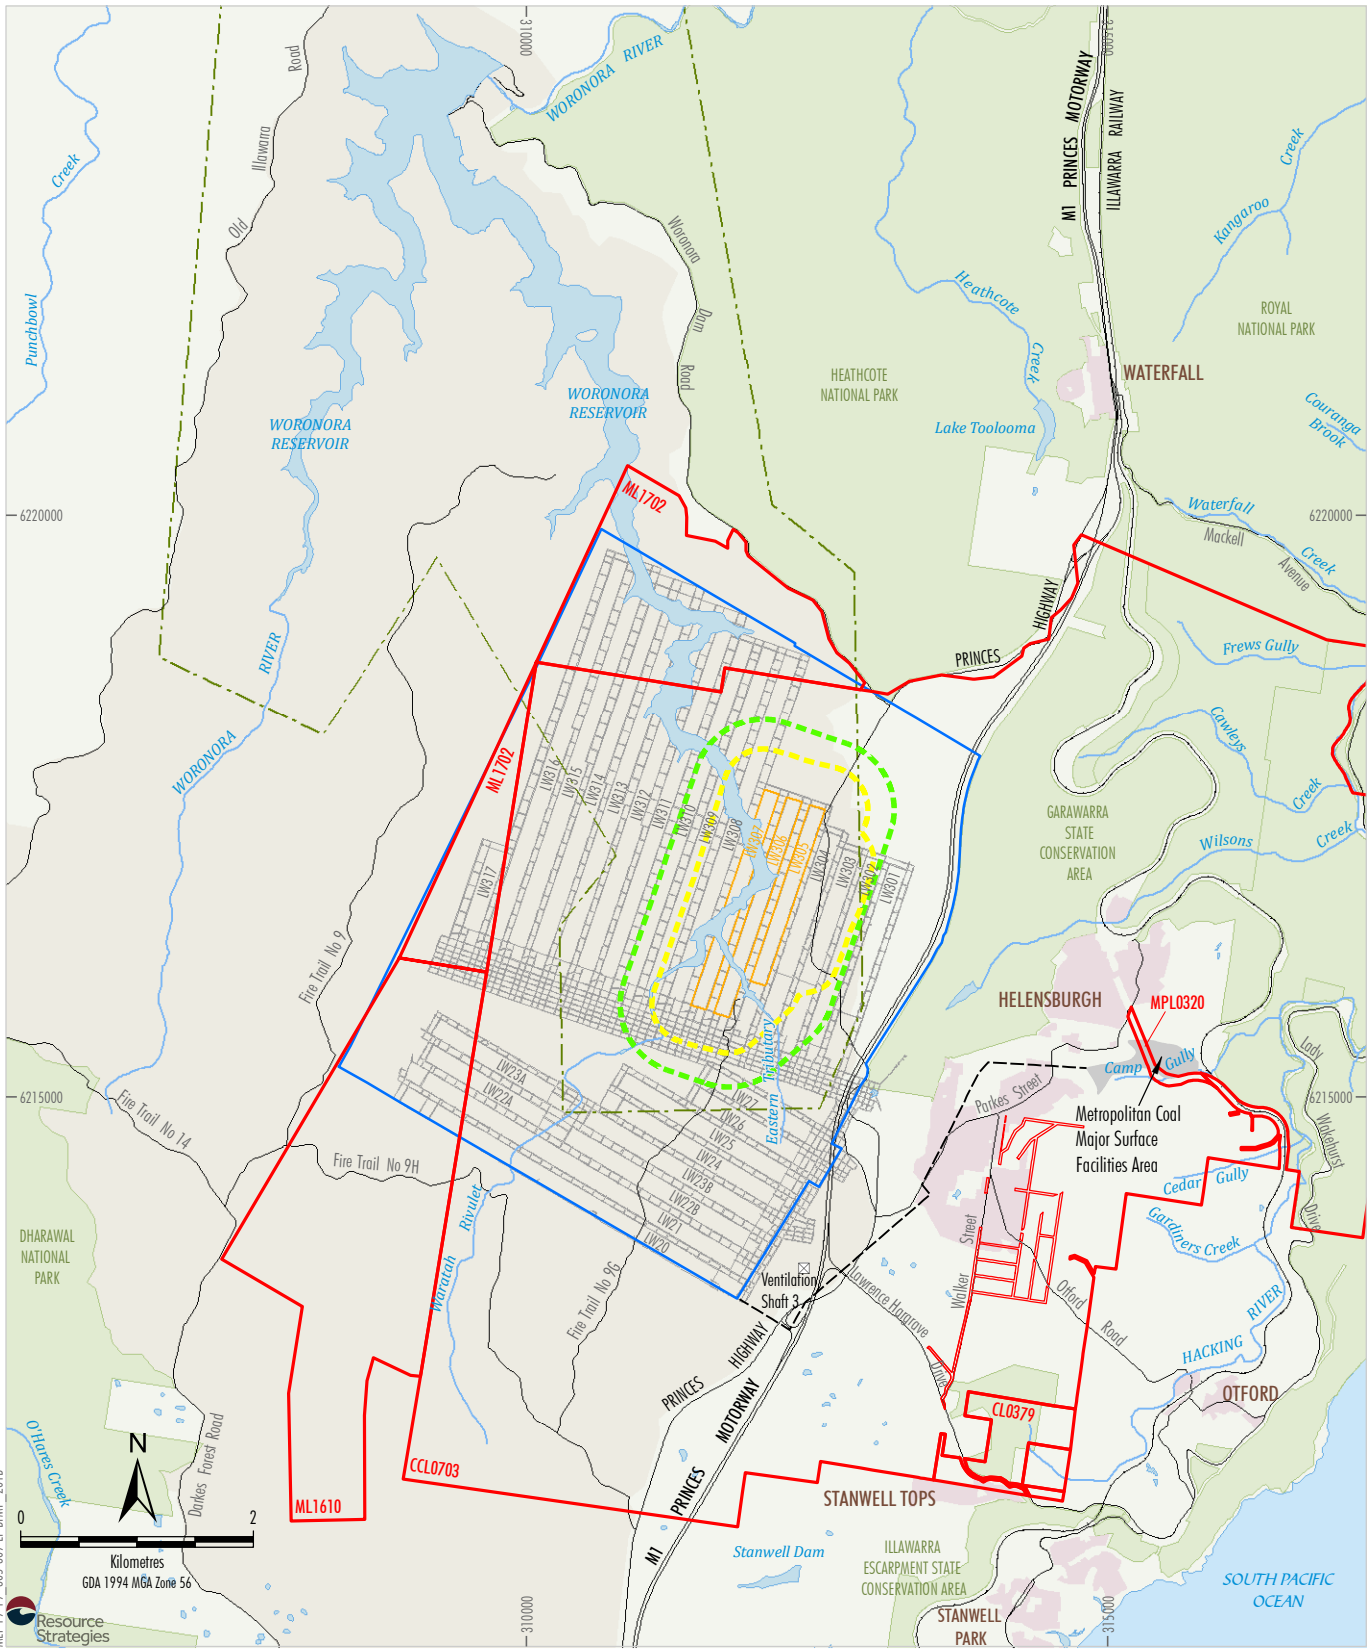 310000
315000
WORONORA RIVER
Old Illawarra Road
Creek
Punchbowl
M1 PRINCES MOTORWAY
ILLAWARRA RAILWAY
Creek
Kangaroo
Woronora Dam Road
Heathcote
Creek
ROYAL
NATIONAL PARK
HEATHCOTE
NATIONAL PARK
WATERFALL
WORONORA
RESERVOIR
WORONORA
RESERVOIR
Lake Toolooma
Couranga
Brook
ML1702
6220000
6220000
Waterfall
Creek
Mackell
Avenue
HIGHWAY
PRINCES
Frews Gully
WORONORA
RIVER
Cawleys
Creek
Wilsons
Creek
GARAWARRA
STATE
CONSERVATION
AREA
ML1702
LW316
LW315
LW314
LW313
LW312
LW311
LW310
LW309
LW308
LW307
LW306
LW305
LW304
LW303
LW302
LW301
LW317
Fire Trail No 9
HELENSBURGH
MPL0320
Camp Gully
Lady
Wakehurst
Drive
Eastern Tributary
6215000
6215000
Fire Trail No 14
Fire Trail No 9H
LW23A
LW22A
LW27
LW26
LW25
LW24
LW23B
LW22B
LW21
LW20
Parkes Street
Metropolitan Coal
Major Surface
Facilities Area
Cedar Gully
Gardiners Creek
Waratah Rivulet
DHARAWAL
NATIONAL
PARK
Fire Trail No 9G
Ventilation
Shaft 3
Lawrence Hargrave
Drive
Walker Street
Otford Road
HACKING RIVER
OTFORD
PRINCES HIGHWAY
M1 PRINCES MOTORWAY
CL0379
O'Hares Creek
Darkes Forest Road
CCL0703
ML1610
STANWELL TOPS
Stanwell Dam
ILLAWARRA
ESCARPMENT STATE
CONSERVATION AREA
STANWELL
PARK
SOUTH PACIFIC
OCEAN
N
0 2
Kilometres
GDA 1994 MGA Zone 56
Resource
Strategies
310000
315000